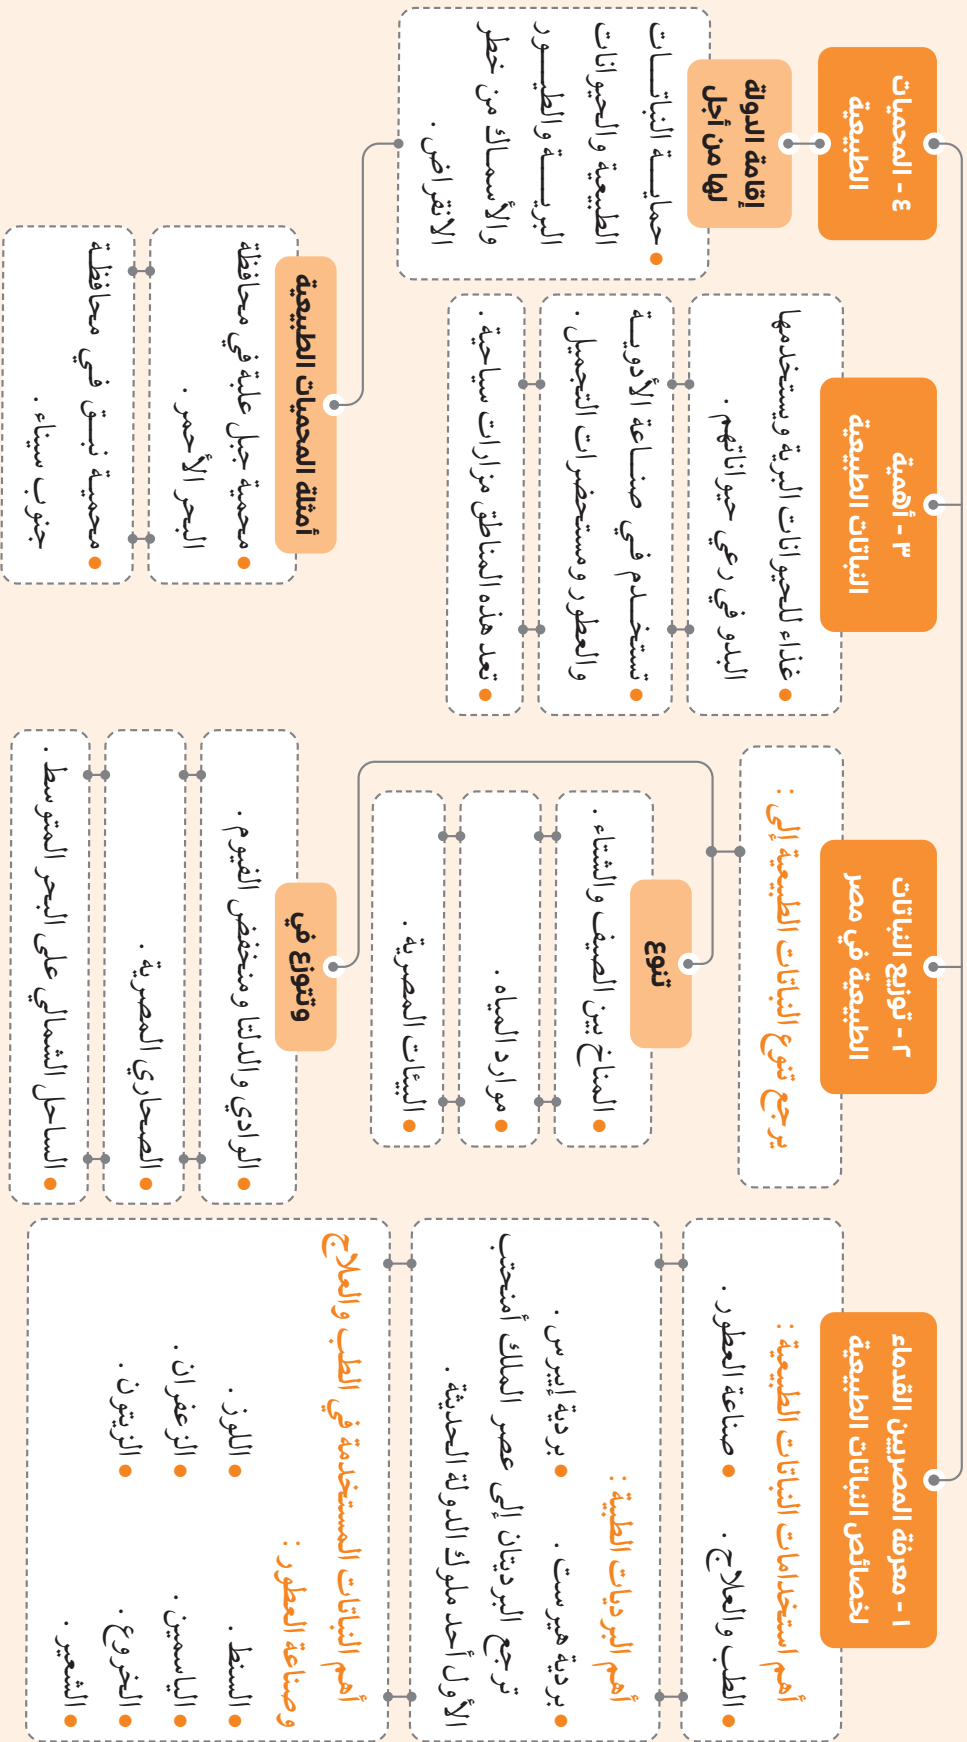 ١ - معرفة المصريين القدماء
لخصائص النباتات الطبيعية
أهم استخدامات النباتات الطبيعية :
الطب والعلاج .
صناعة العطور .
أهم البرديات الطبية :
بردية هيرست .
بردية إيبرس .
ترجع البرديتان إلى عصر الملك أمنحتب
الأول أحد ملوك الدولة الحديثة .
أهم النباتات المستخدمة في الطب والعلاج
وصناعة العطور :
السنط .
اللوز .
الياسمين .
الزعفران .
الخروع .
الزيتون .
الشعير .
٢ - توزيع النباتات
الطبيعية في مصر
يرجع تنوع النباتات الطبيعية إلى :
تنوع
المناخ بين الصيف والشتاء .
موارد المياه .
البيئات المصرية .
وتتوزع في
الوادي والدلتا ومنخفض الفيوم .
الصحاري المصرية .
الساحل الشمالي على البحر المتوسط .
٣ - أهمية
النباتات الطبيعية
غذاء للحيوانات البرية ويستخدمها
البدو في رعي حيواناتهم .
تستخدم في صناعة الأدوية
والعطور ومستحضرات التجميل .
تعد هذه المناطق مزارات سياحية .
٤ - المحميات
الطبيعية
إقامة الدولة
لها من أجل
حماية النباتات
الطبيعية والحيوانات
البرية والطيور
والأسماك من خطر
الانقراض .
أمثلة المحميات الطبيعية
محمية جبل علبة في محافظة
البحر الأحمر .
محمية نبق في محافظة
جنوب سيناء .